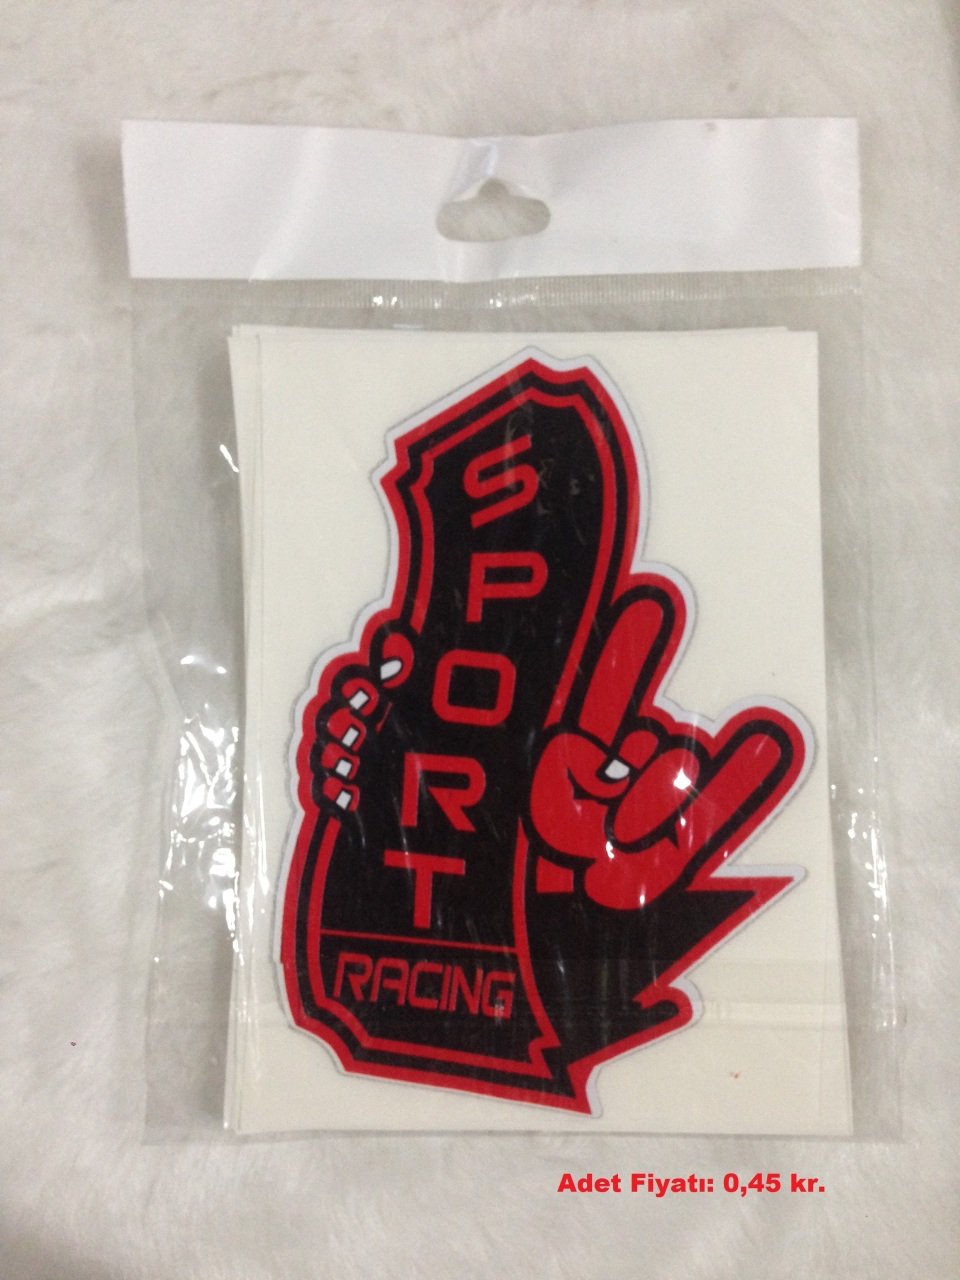 SPORT
RACING
Adet Fiyatı: 0,45 kr.